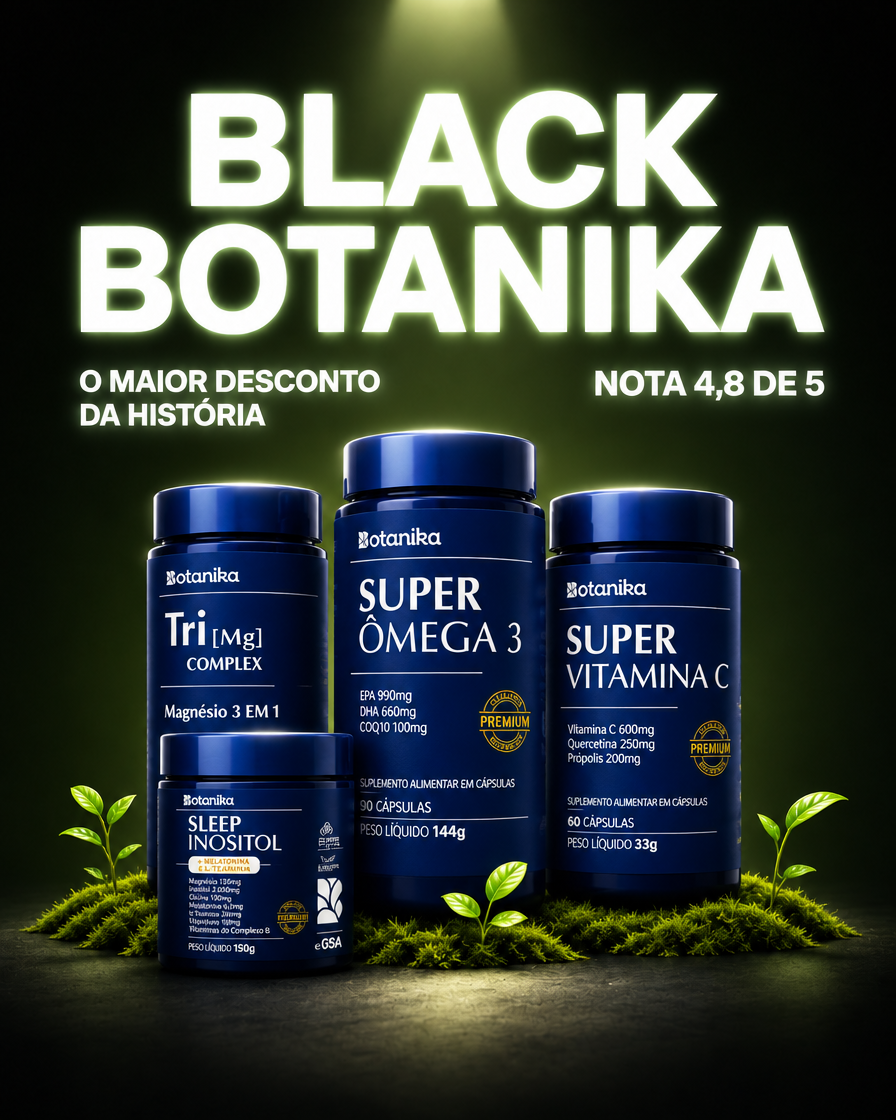 BLACK
BOTANIKA
O MAIOR DESCONTO
DA HISTÓRIA
NOTA 4,8 DE 5
Botanika
Tri [Mg]
COMPLEX
Magnésio 3 EM 1
Botanika
SUPER
ÔMEGA 3
EPA 990mg
DHA 660mg
COQ10 100mg
PREMIUM
SUPLEMENTO ALIMENTAR EM CÁPSULAS
90 CÁPSULAS
PESO LÍQUIDO 144g
Botanika
SUPER
VITAMINA C
Vitamina C 600mg
Quercetina 250mg
Própolis 200mg
PREMIUM
SUPLEMENTO ALIMENTAR EM CÁPSULAS
60 CÁPSULAS
PESO LÍQUIDO 33g
Botanika
SLEEP
INOSITOL
+ MELATONINA
PESO LÍQUIDO 150g
eGSA